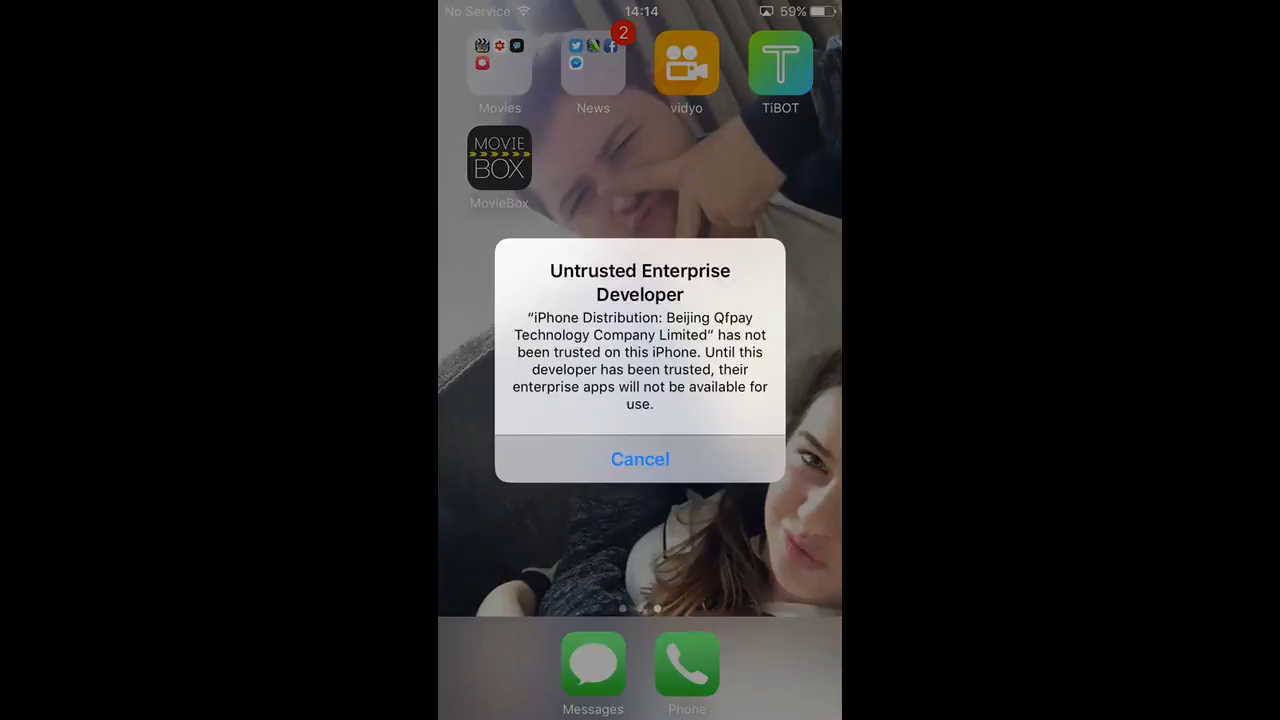 No Service 14:14 59%
2
Movies News vidyo TiBOT
MOVIE
BOX
MovieBox
Untrusted Enterprise
Developer
“iPhone Distribution: Beijing Qfpay
Technology Company Limited” has not
been trusted on this iPhone. Until this
developer has been trusted, their
enterprise apps will not be available for
use.
Cancel
Messages Phone